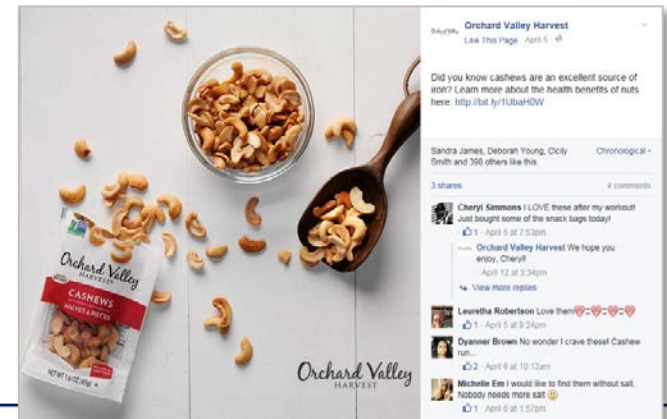 Orchard Valley
HARVEST
CASHEWS
HALVES & PIECES
NET WT 1.6 OZ (45g)
Orchard Valley
HARVEST
Orchard Valley Harvest
Like This Page · April 5 ·
Did you know cashews are an excellent source of
iron? Learn more about the health benefits of nuts
here: http://bit.ly/1UbaH0W
Sandra James, Deborah Young, Cicily
Smith and 398 others like this.
Chronological
3 shares
4 comments
Cheryl Simmons I LOVE these after my workout!
Just bought some of the snack bags today!
1 · April 5 at 7:53pm
Orchard Valley Harvest We hope you
enjoy, Cheryl!
April 12 at 3:34pm
View more replies
Leuretha Robertson Love them
1 · April 5 at 9:24pm
Dyanner Brown No wonder I crave these! Cashew
run...
2 · April 6 at 10:12am
Michelle Em I would like to find them without salt.
Nobody needs more salt
1 · April 6 at 1:57pm